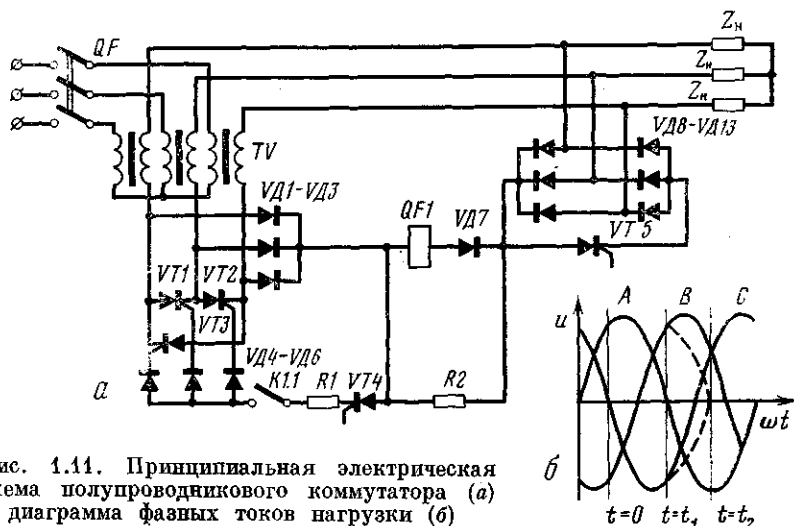 QF
Zн
Zн
Zн
TV
VД8-VД13
VД1-VД3
QF1
VД7
VT5
VT1
VT2
VT3
VД4-VД6
K1.1
R1
VT4
R2
а
u
A
B
C
ωt
б
t=0
t=t₁
t=t₂
ис. 1.11. Принципиальная электрическая
хема полупроводникового коммутатора (а)
диаграмма фазных токов нагрузки (б)